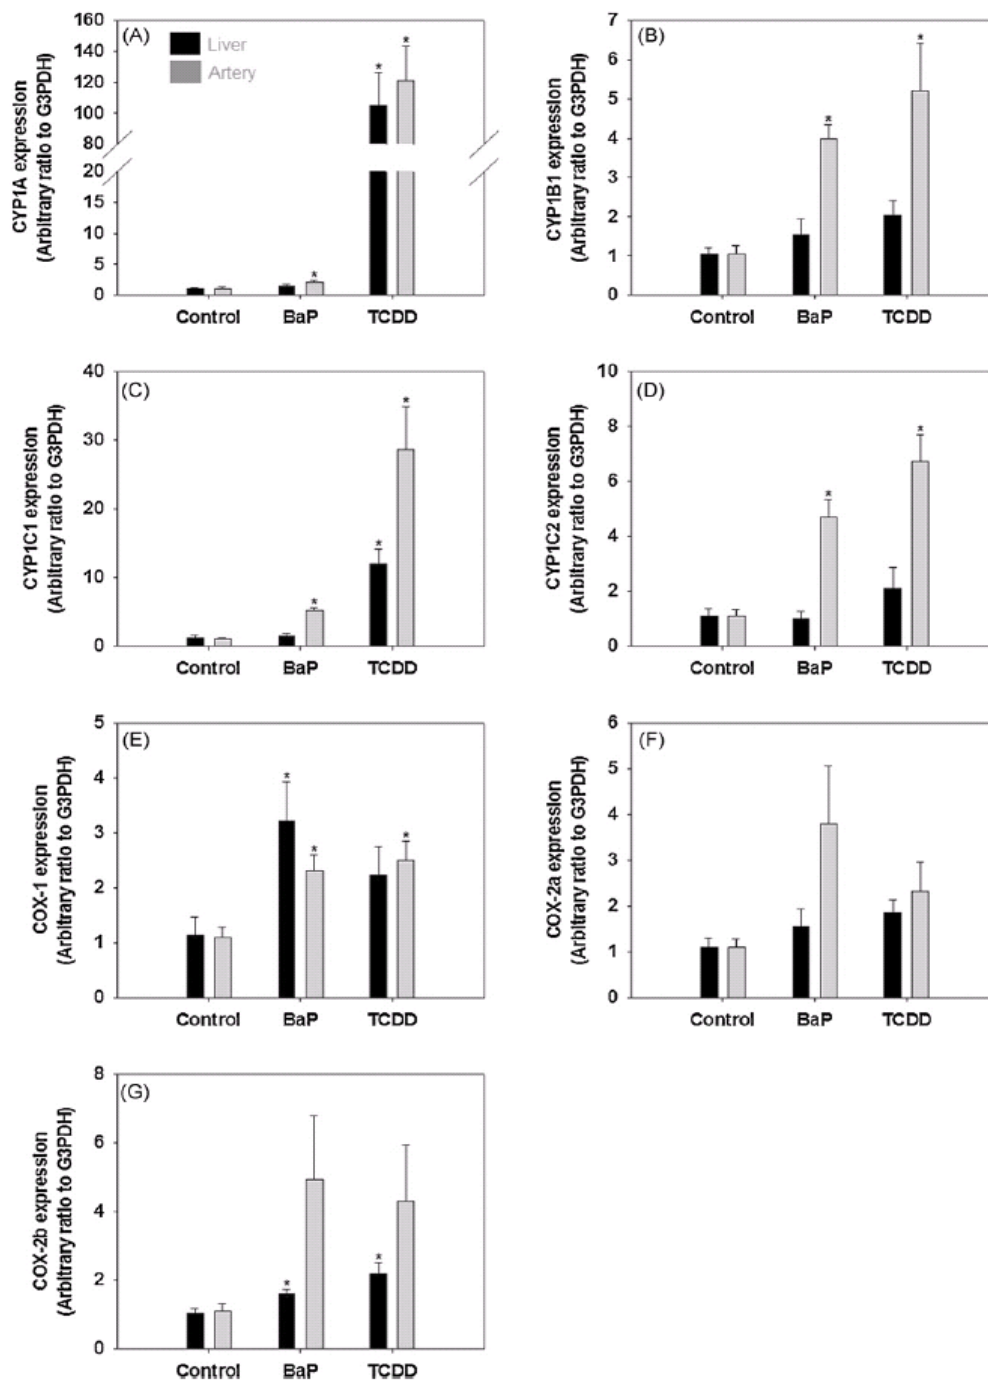 (A)
Liver
Artery
CYP1A expression
(Arbitrary ratio to G3PDH)
160
140
120
100
80
20
15
10
5
0
*
*
*
Control BaP TCDD
(B)
CYP1B1 expression
(Arbitrary ratio to G3PDH)
7
6
5
4
3
2
1
0
*
*
Control BaP TCDD
(C)
CYP1C1 expression
(Arbitrary ratio to G3PDH)
40
30
20
10
0
*
*
*
Control BaP TCDD
(D)
CYP1C2 expression
(Arbitrary ratio to G3PDH)
10
8
6
4
2
0
*
*
Control BaP TCDD
(E)
COX-1 expression
(Arbitrary ratio to G3PDH)
5
4
3
2
1
0
*
*
*
Control BaP TCDD
(F)
COX-2a expression
(Arbitrary ratio to G3PDH)
6
5
4
3
2
1
0
Control BaP TCDD
(G)
COX-2b expression
(Arbitrary ratio to G3PDH)
8
6
4
2
0
*
*
Control BaP TCDD